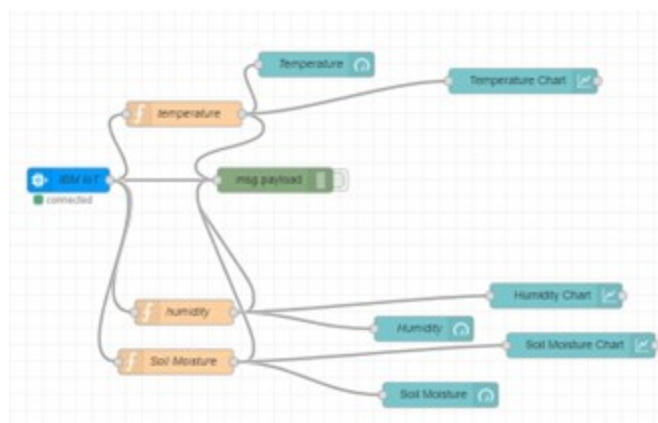 Temperature
Temperature Chart
temperature
IBM IoT
msg.payload
connected
Humidity Chart
humidity
Humidity
Soil Moisture Chart
Soil Moisture
Soil Moisture